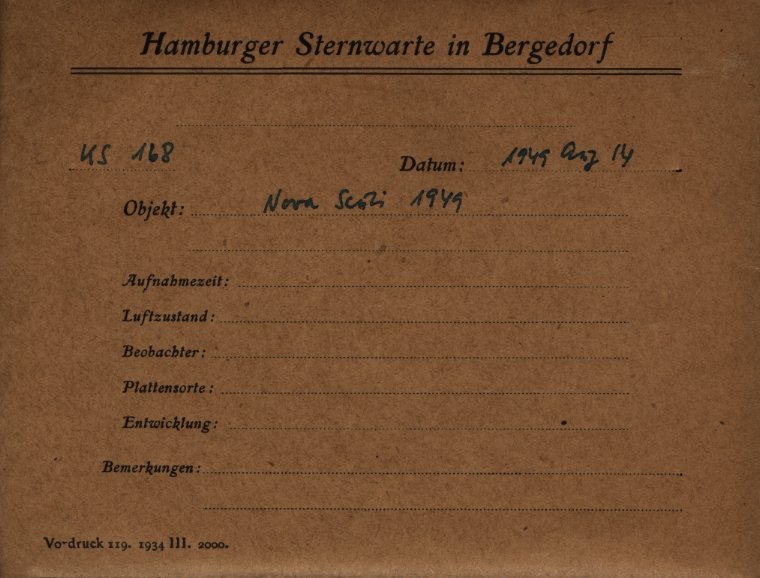 Hamburger Sternwarte in Bergedorf
KS 168 Datum: 1949 Aug 14
Objekt: Nova Scuti 1949
Aufnahmezeit:
Luftzustand:
Beobachter:
Plattensorte:
Entwicklung:
Bemerkungen:
Vordruck 119. 1934 III. 2000.